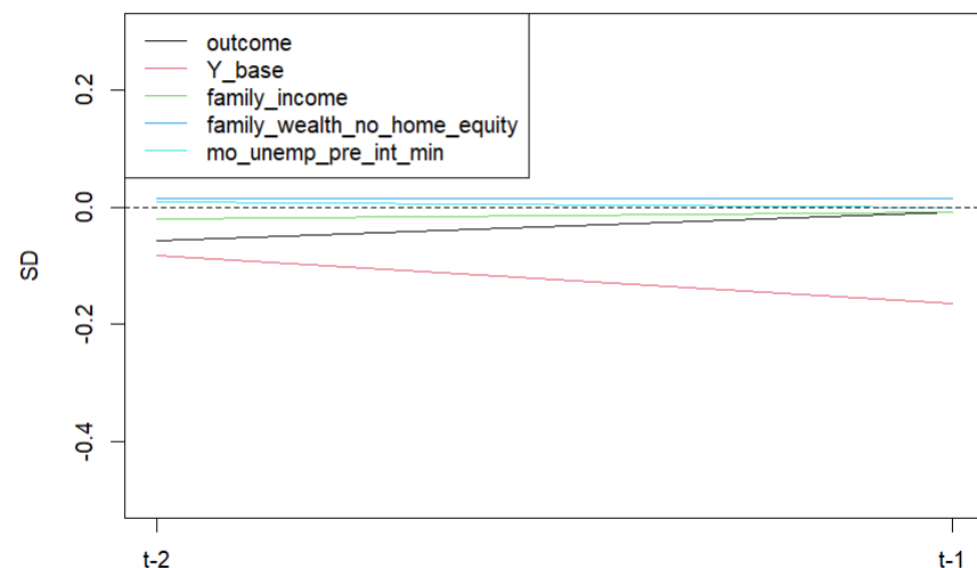 outcome
Y_base
family_income
family_wealth_no_home_equity
mo_unemp_pre_int_min
0.2
0.0
-0.2
-0.4
SD
t-2
t-1